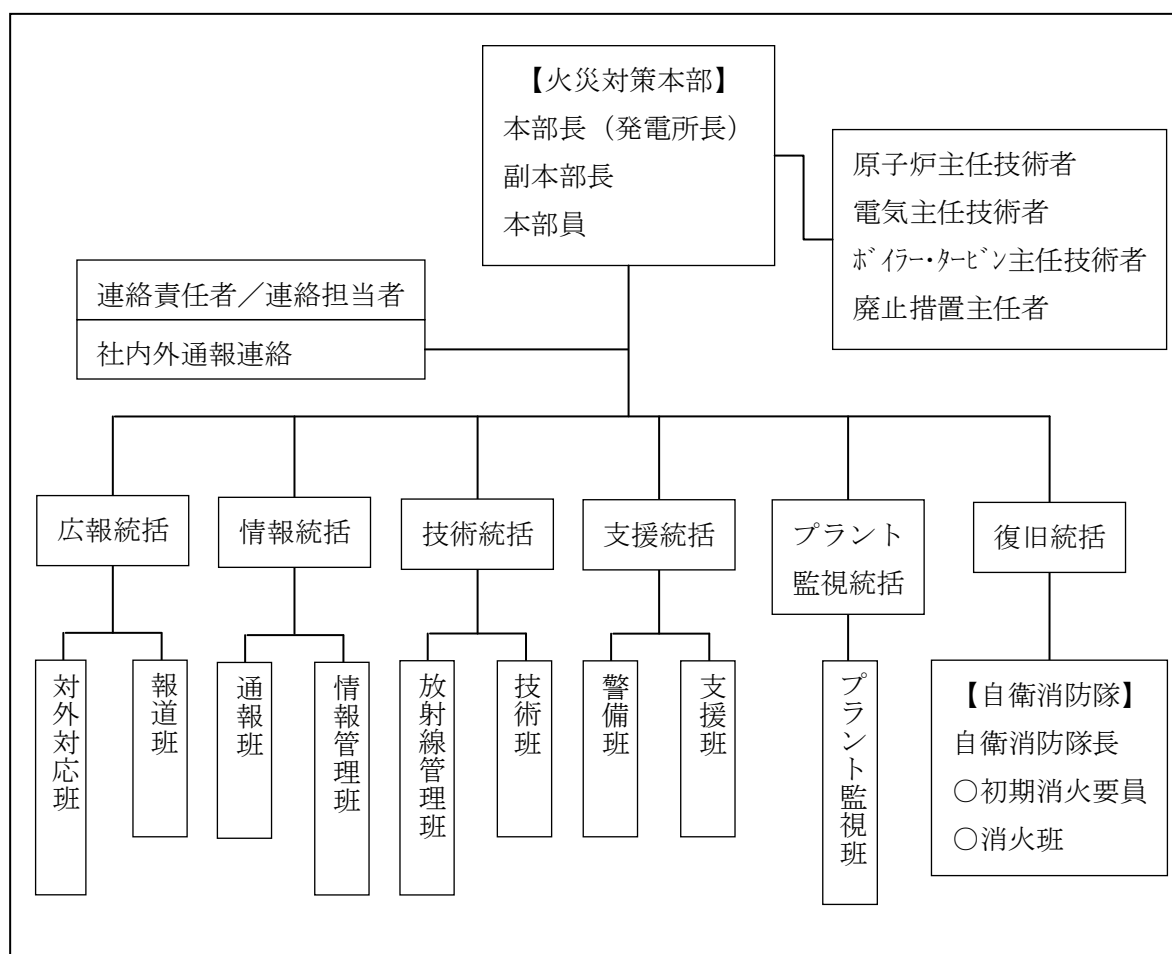 【火災対策本部】
本部長（発電所長）
副本部長
本部員
原子炉主任技術者
電気主任技術者
ﾎﾞｲﾗｰ・ﾀｰﾋﾞﾝ主任技術者
廃止措置主任者
連絡責任者／連絡担当者
社内外通報連絡
広報統括
情報統括
技術統括
支援統括
プラント
監視統括
復旧統括
対外対応班
報道班
通報班
情報管理班
放射線管理班
技術班
警備班
支援班
プラント監視班
【自衛消防隊】
自衛消防隊長
○初期消火要員
○消火班